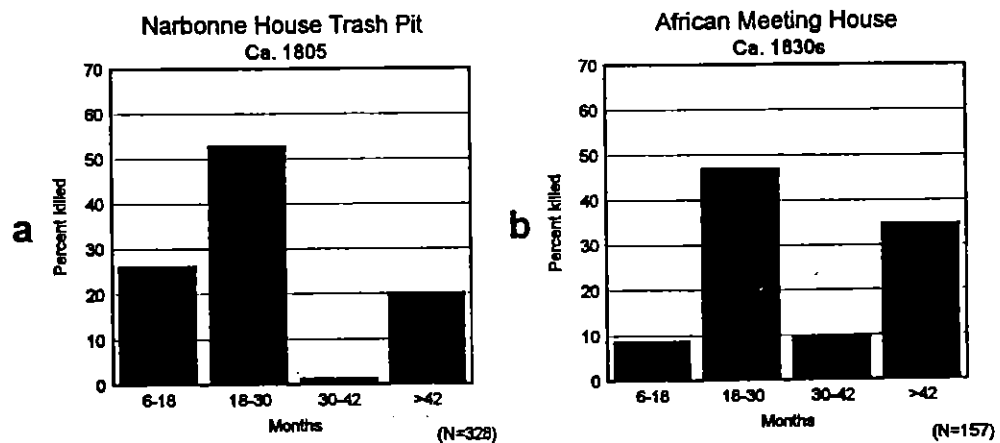 Narbonne House Trash Pit
Ca. 1805
70
60
50
40
30
20
10
0
Percent killed
a
6-18
18-30
30-42
>42
Months
(N=328)
African Meeting House
Ca. 1830s
70
60
50
40
30
20
10
0
Percent killed
b
6-18
18-30
30-42
>42
Months
(N=157)